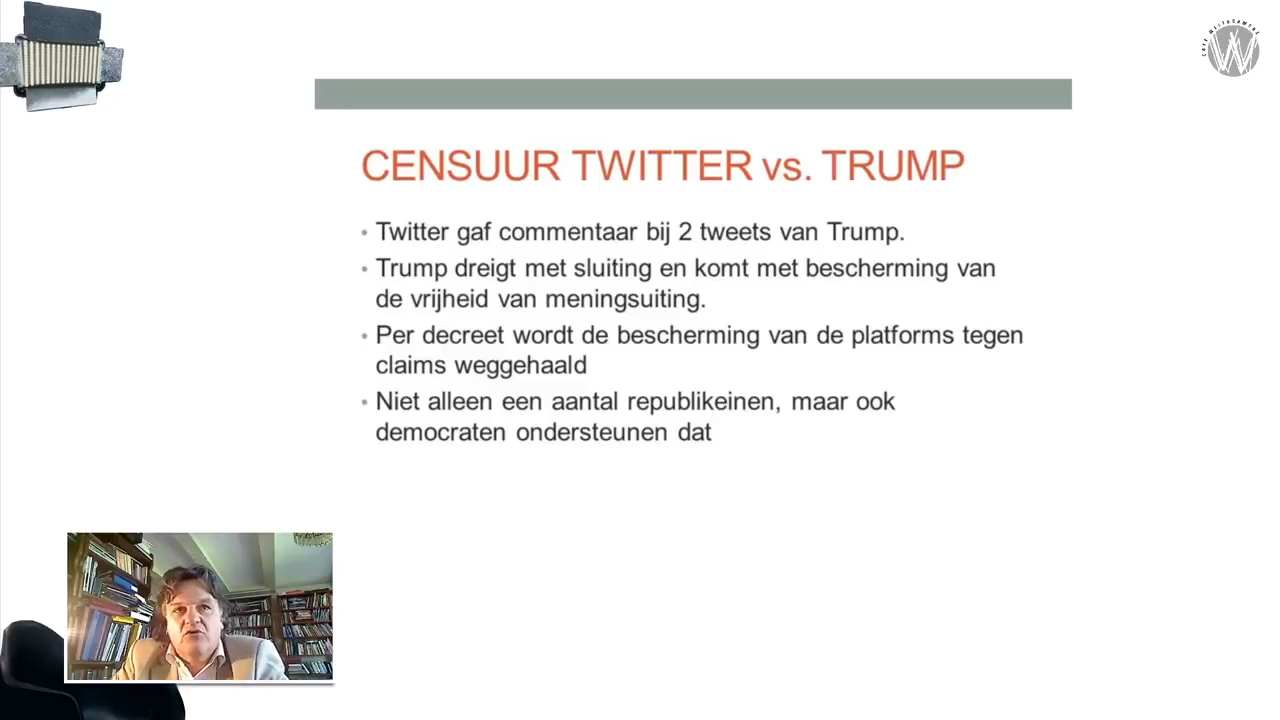 CAFE WELTSCHMERZ
CENSUUR TWITTER vs. TRUMP
• Twitter gaf commentaar bij 2 tweets van Trump.
• Trump dreigt met sluiting en komt met bescherming van
de vrijheid van meningsuiting.
• Per decreet wordt de bescherming van de platforms tegen
claims weggehaald
• Niet alleen een aantal republikeinen, maar ook
democraten ondersteunen dat